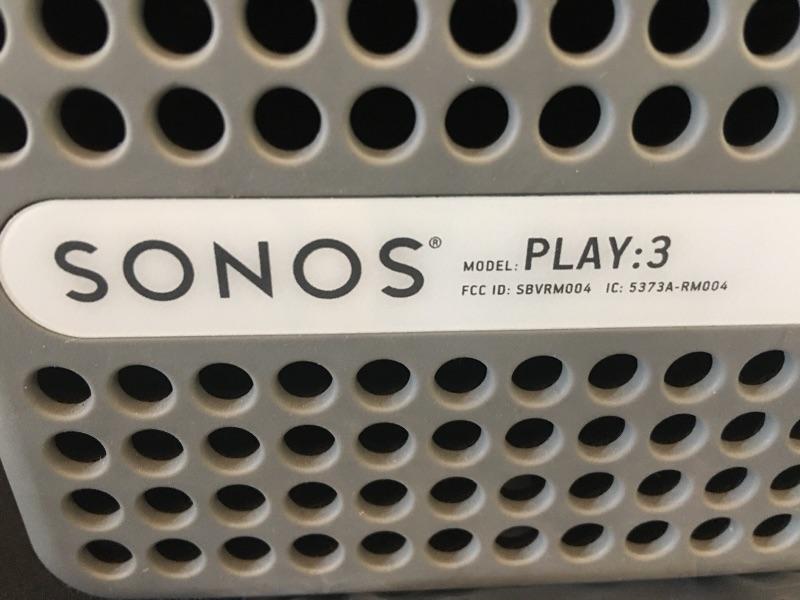 SONOS®
MODEL: PLAY:3
FCC ID: SBVRM004 IC: 5373A-RM004